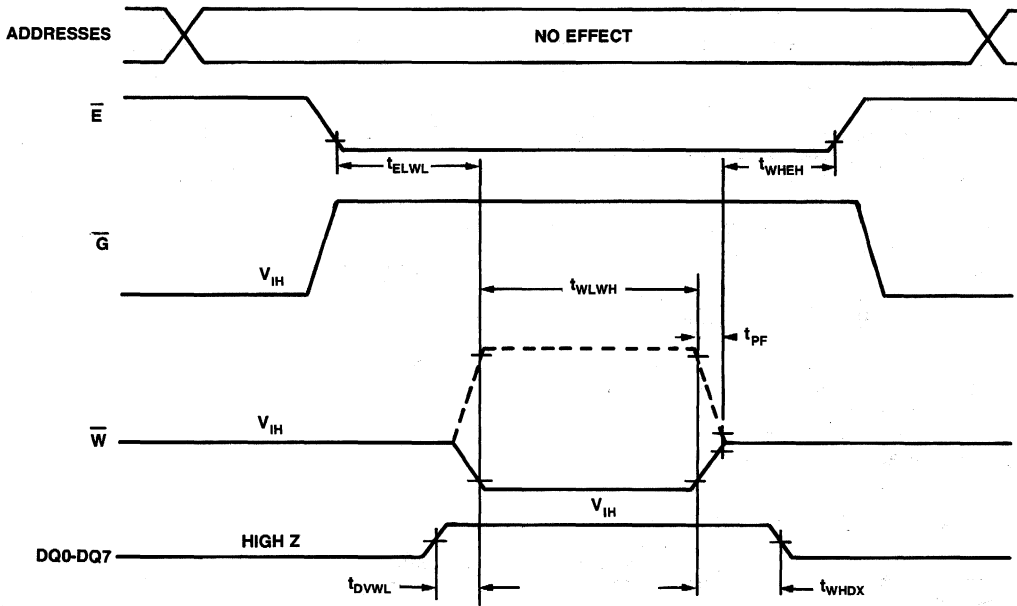 ADDRESSES
NO EFFECT
E̅
tELWL
tWHEH
G̅
VIH
tWLWH
tPF
VIH
W̅
VIH
HIGH Z
DQ0-DQ7
tDVWL
tWHDX